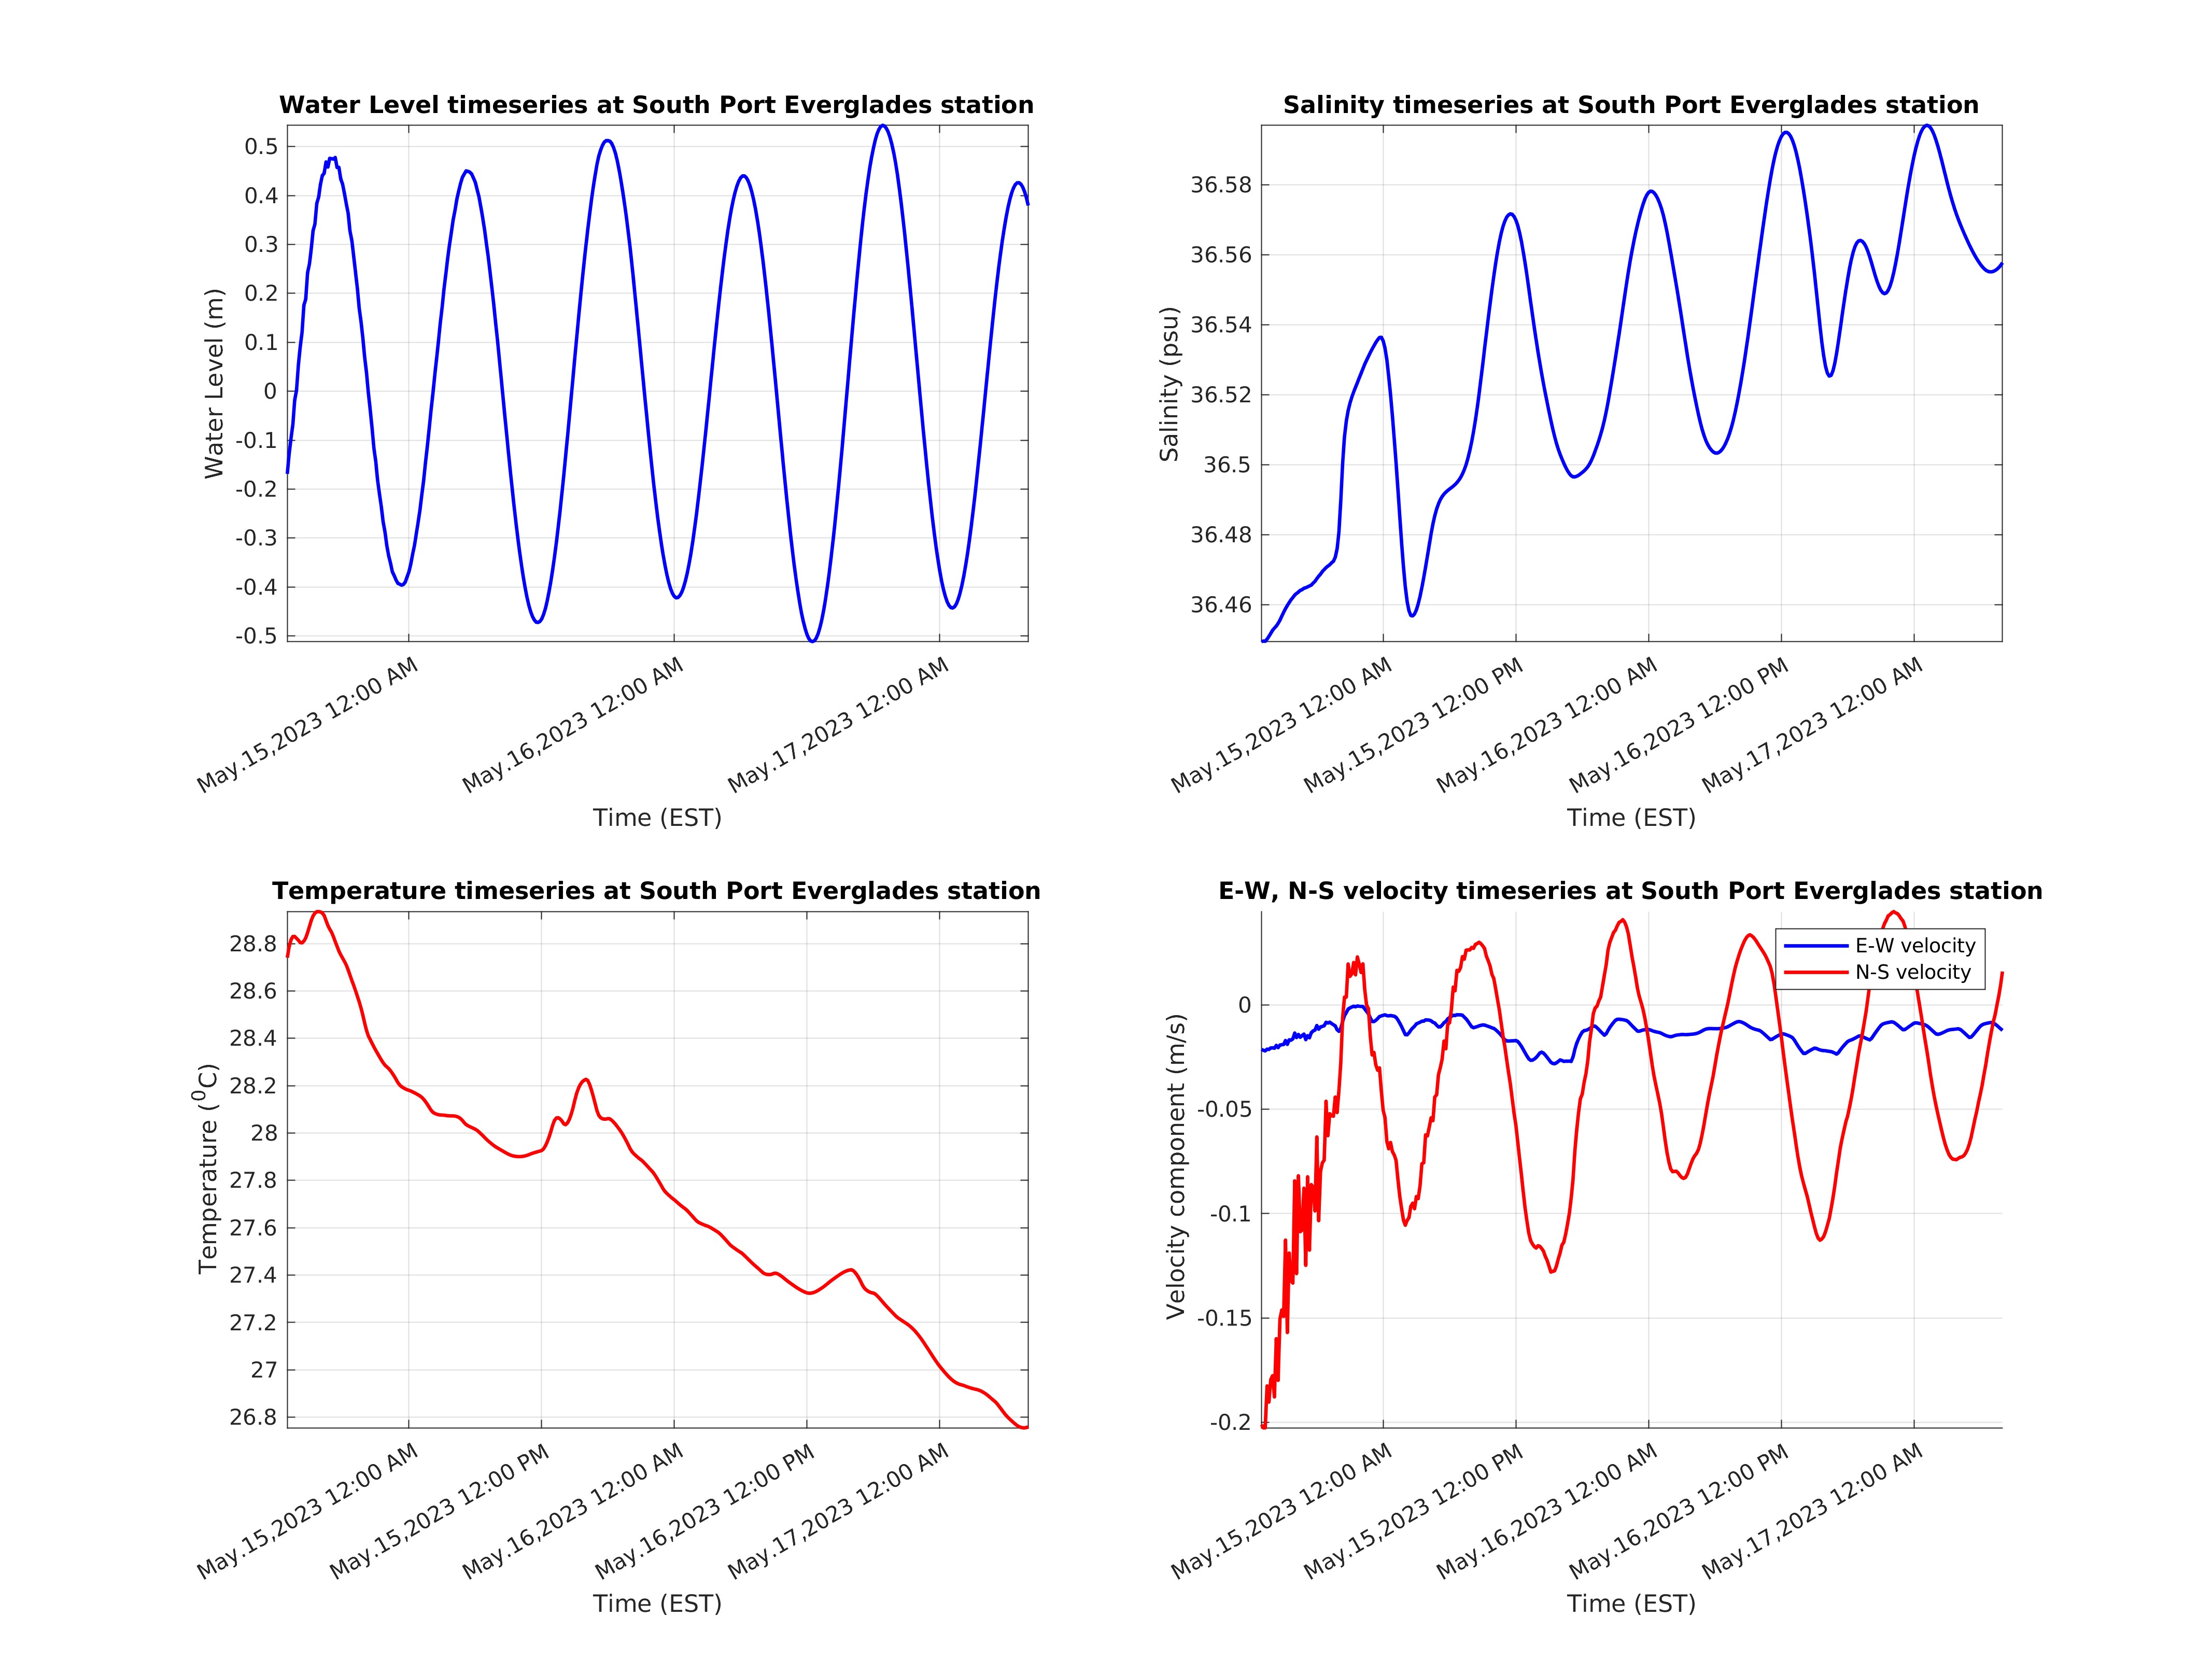 Water Level timeseries at South Port Everglades station
Water Level (m)
0.5
0.4
0.3
0.2
0.1
0
-0.1
-0.2
-0.3
-0.4
-0.5
May.15,2023 12:00 AM
May.16,2023 12:00 AM
May.17,2023 12:00 AM
Time (EST)
Salinity timeseries at South Port Everglades station
Salinity (psu)
36.58
36.56
36.54
36.52
36.5
36.48
36.46
May.15,2023 12:00 AM
May.15,2023 12:00 PM
May.16,2023 12:00 AM
May.16,2023 12:00 PM
May.17,2023 12:00 AM
Time (EST)
Temperature timeseries at South Port Everglades station
Temperature (⁰C)
28.8
28.6
28.4
28.2
28
27.8
27.6
27.4
27.2
27
26.8
May.15,2023 12:00 AM
May.15,2023 12:00 PM
May.16,2023 12:00 AM
May.16,2023 12:00 PM
May.17,2023 12:00 AM
Time (EST)
E-W, N-S velocity timeseries at South Port Everglades station
Velocity component (m/s)
0
-0.05
-0.1
-0.15
-0.2
E-W velocity
N-S velocity
May.15,2023 12:00 AM
May.15,2023 12:00 PM
May.16,2023 12:00 AM
May.16,2023 12:00 PM
May.17,2023 12:00 AM
Time (EST)